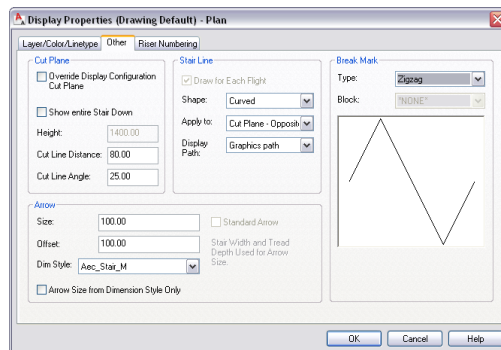 Display Properties (Drawing Default) - Plan
Layer/Color/Linetype Other Riser Numbering
Cut Plane
Override Display Configuration
Cut Plane
Show entire Stair Down
Height: 1400.00
Cut Line Distance: 80.00
Cut Line Angle: 25.00
Stair Line
Draw for Each Flight
Shape: Curved
Apply to: Cut Plane - Opposit
Display
Path: Graphics path
Break Mark
Type: Zigzag
Block: *NONE*
Arrow
Size: 100.00
Offset: 100.00
Dim Style: Aec_Stair_M
Arrow Size from Dimension Style Only
Standard Arrow
Stair Width and Tread
Depth Used for Arrow
Size.
OK Cancel Help